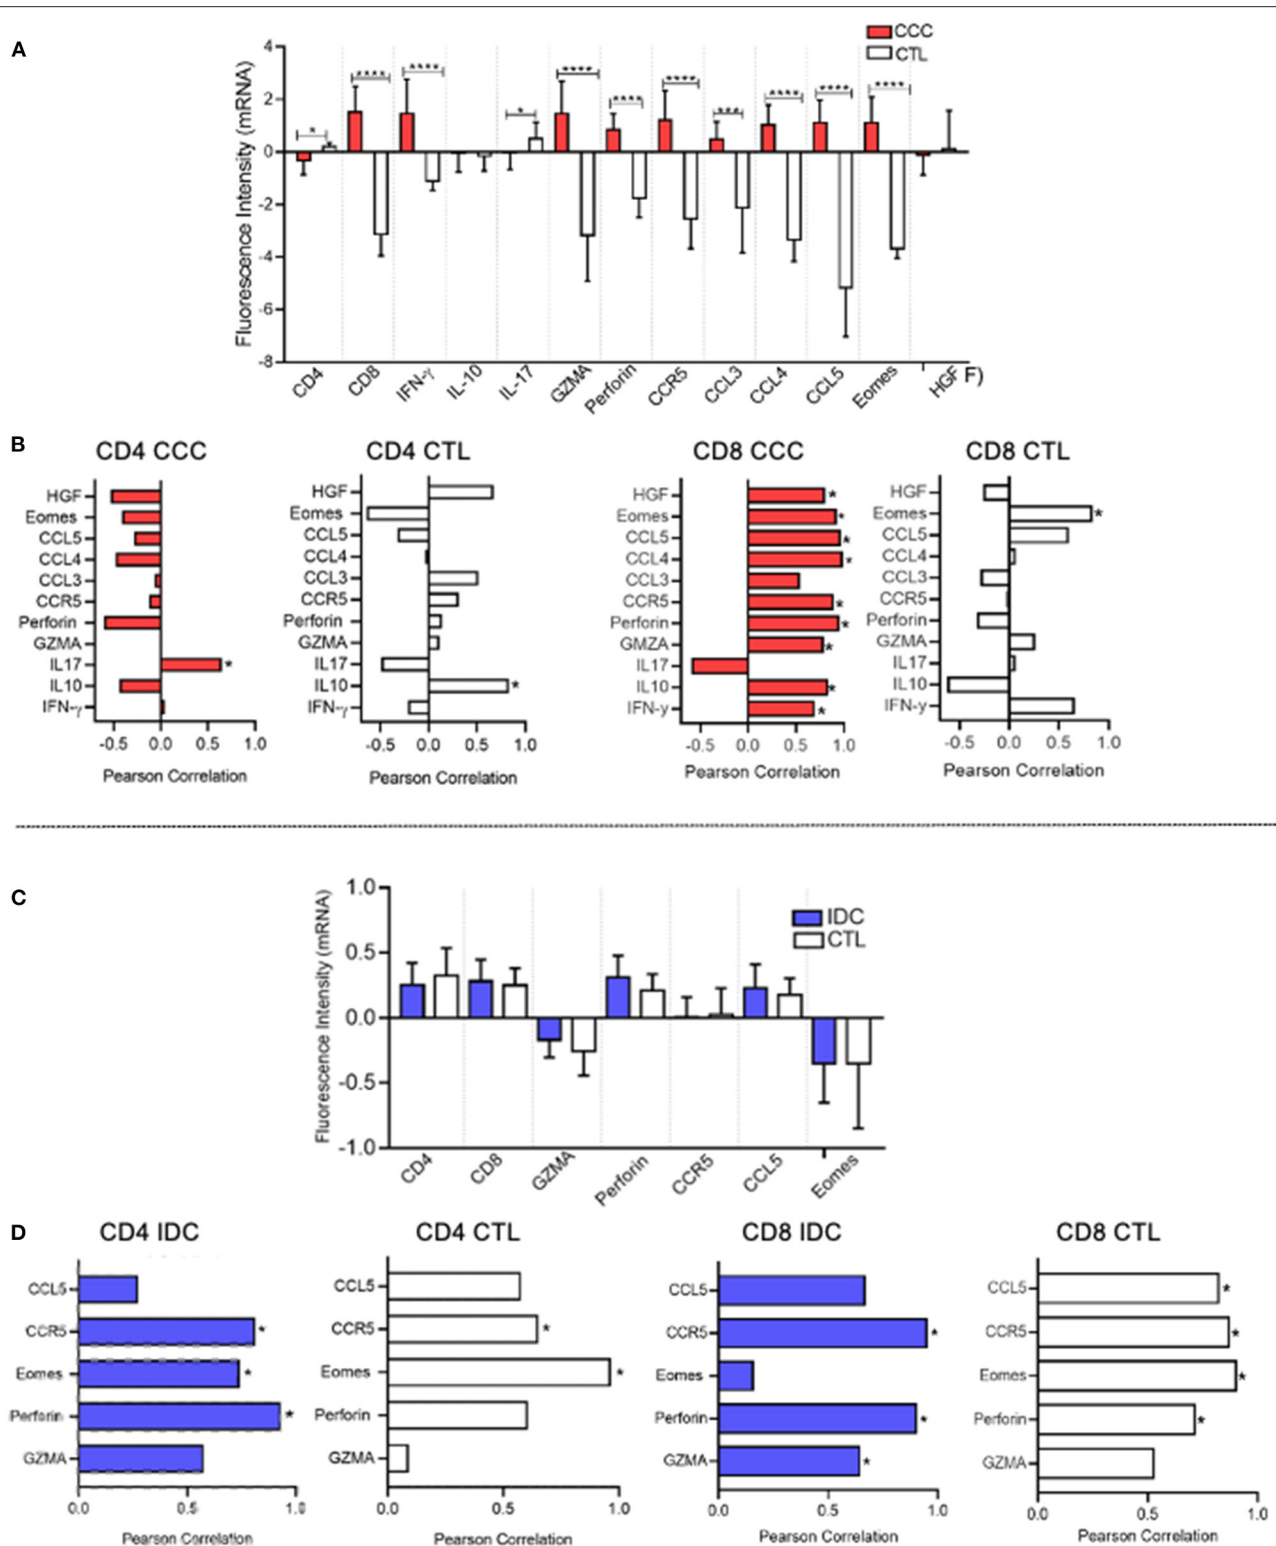 A
CCC
CTL
Fluorescence Intensity (mRNA)
4
2
0
-2
-4
-6
-8
*
****
****
*
****
****
****
***
****
****
****
CD4
CD8
IFN-γ
IL-10
IL-17
GZMA
Perforin
CCR5
CCL3
CCL4
CCL5
Eomes
HGF F)
B
CD4 CCC
HGF
Eomes
CCL5
CCL4
CCL3
CCR5
Perforin
GZMA
IL17 *
IL10
IFN-γ
-0.5 0.0 0.5 1.0
Pearson Correlation
CD4 CTL
HGF
Eomes
CCL5
CCL4
CCL3
CCR5
Perforin
GZMA
IL17
IL10 *
IFN-γ
-0.5 0.0 0.5 1.0
Pearson Correlation
CD8 CCC
HGF *
Eomes *
CCL5 *
CCL4 *
CCL3
CCR5 *
Perforin *
GMZA *
IL17
IL10 *
IFN-y *
-0.5 0.0 0.5 1.0
Pearson Correlation
CD8 CTL
HGF
Eomes *
CCL5
CCL4
CCL3
CCR5
Perforin
GZMA
IL17
IL10
IFN-y
-0.5 0.0 0.5 1.0
Pearson Correlation
C
IDC
CTL
Fluorescence Intensity (mRNA)
1.0
0.5
0.0
-0.5
-1.0
CD4
CD8
GZMA
Perforin
CCR5
CCL5
Eomes
D
CD4 IDC
CCL5
CCR5 *
Eomes *
Perforin *
GZMA
0.0 0.5 1.0
Pearson Correlation
CD4 CTL
CCL5
CCR5 *
Eomes *
Perforin
GZMA
0.0 0.5 1.0
Pearson Correlation
CD8 IDC
CCL5
CCR5 *
Eomes
Perforin *
GZMA *
0.0 0.5 1.0
Pearson Correlation
CD8 CTL
CCL5 *
CCR5 *
Eomes *
Perforin *
GZMA
0.0 0.5 1.0
Pearson Correlation